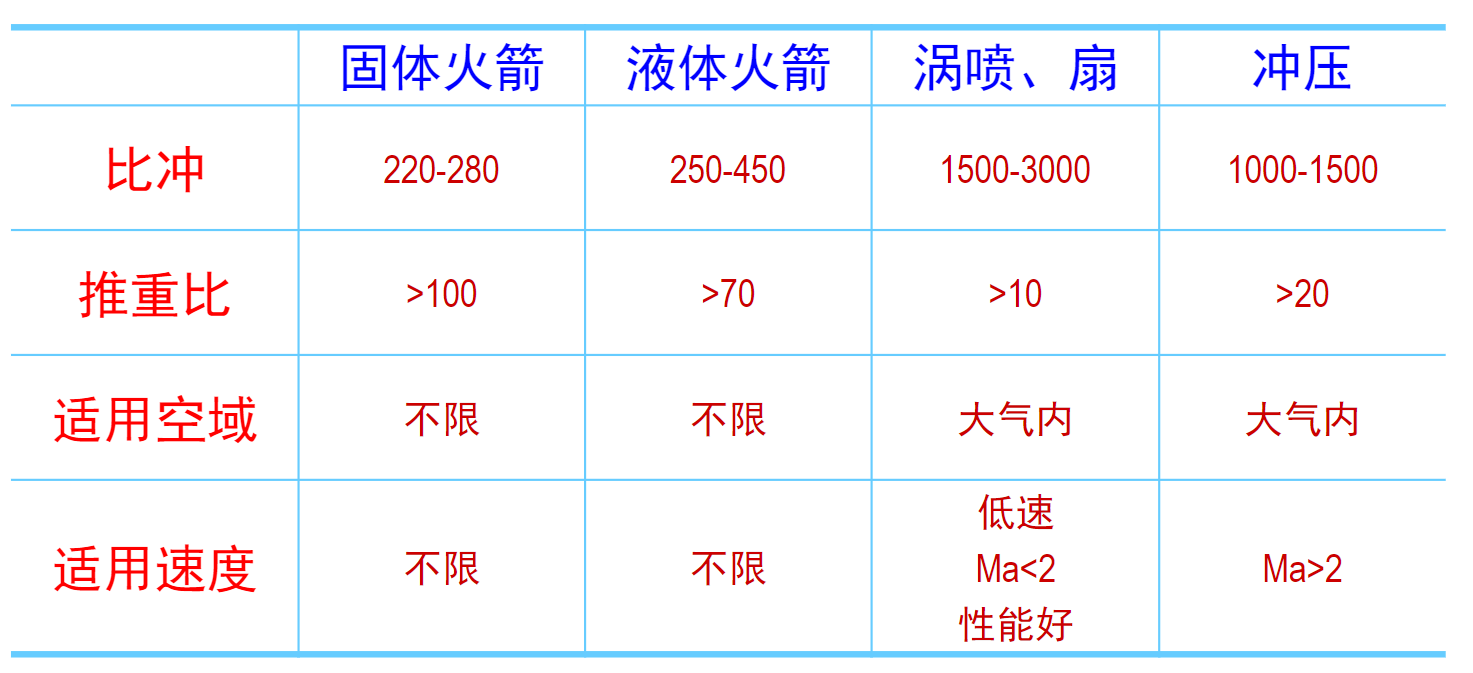 固体火箭 液体火箭 涡喷、扇 冲压
比冲 220-280 250-450 1500-3000 1000-1500
推重比 >100 >70 >10 >20
适用空域 不限 不限 大气内 大气内
适用速度 不限 不限 低速 Ma>2
Ma<2
性能好